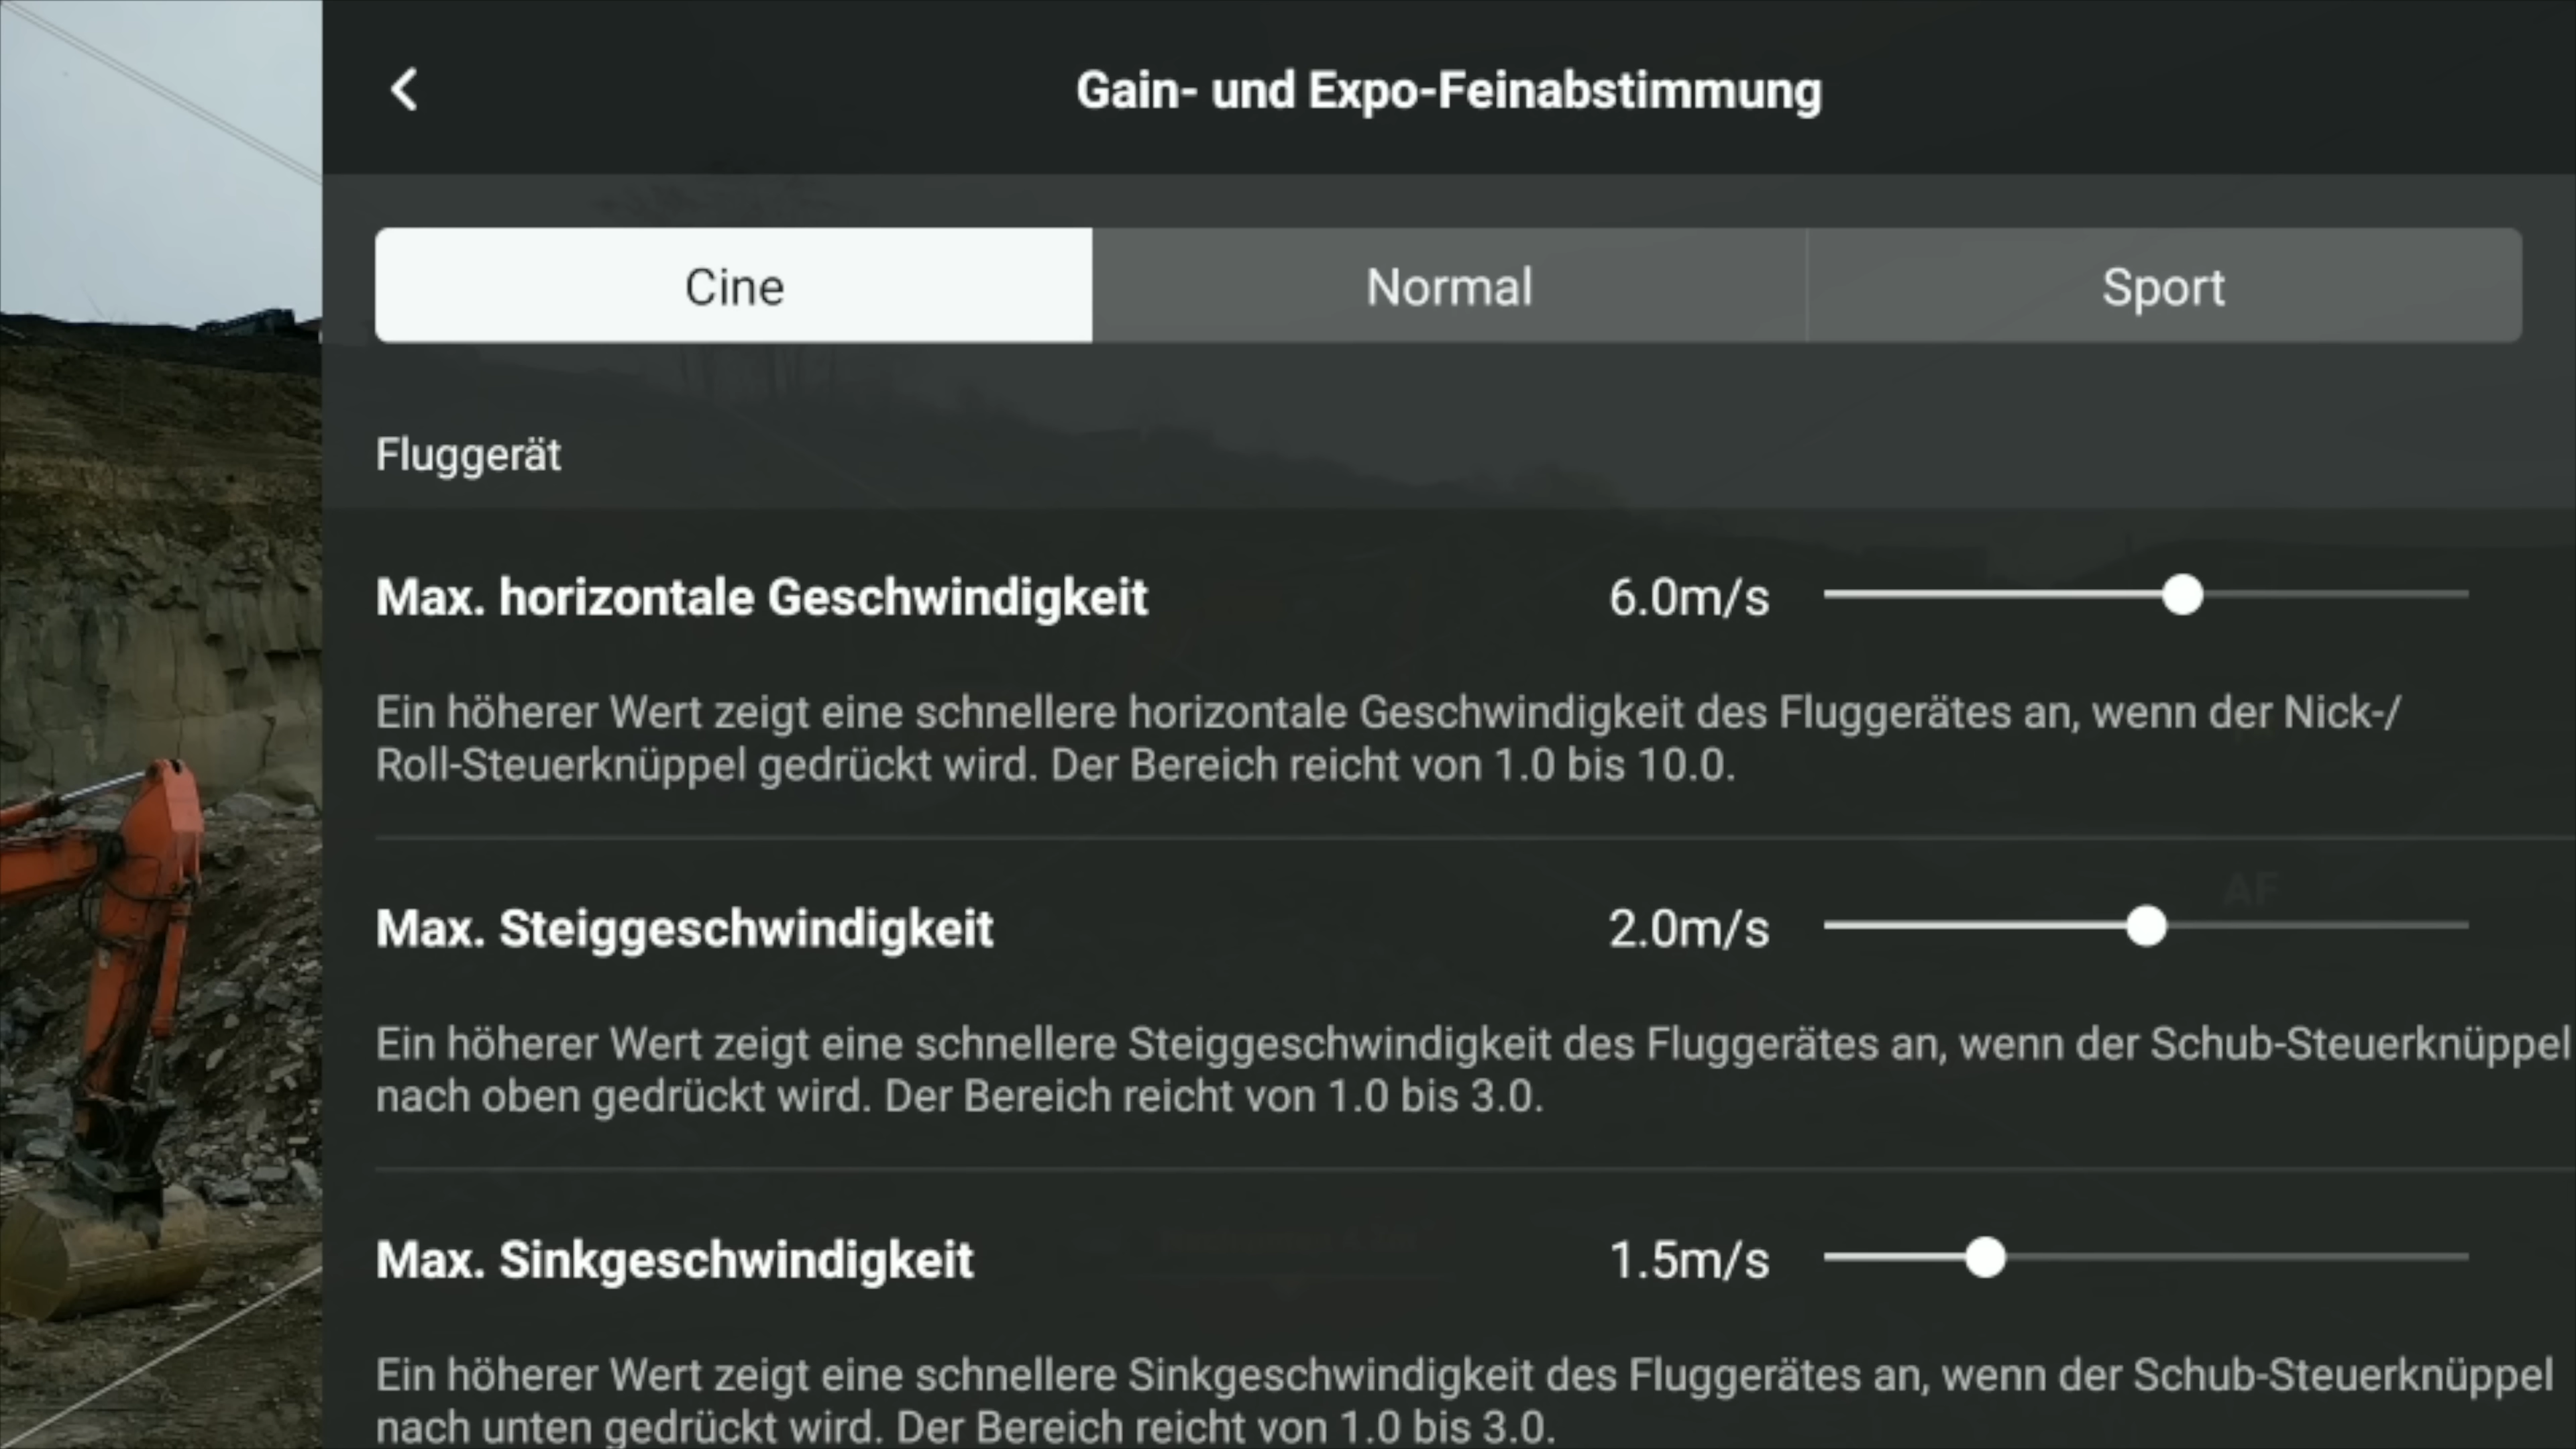 Gain- und Expo-Feinabstimmung
Cine Normal Sport
Fluggerät
Max. horizontale Geschwindigkeit 6.0m/s
Ein höherer Wert zeigt eine schnellere horizontale Geschwindigkeit des Fluggerätes an, wenn der Nick-/
Roll-Steuerknüppel gedrückt wird. Der Bereich reicht von 1.0 bis 10.0.
AF
Max. Steiggeschwindigkeit 2.0m/s
Ein höherer Wert zeigt eine schnellere Steiggeschwindigkeit des Fluggerätes an, wenn der Schub-Steuerknüppel
nach oben gedrückt wird. Der Bereich reicht von 1.0 bis 3.0.
Max. Sinkgeschwindigkeit 1.5m/s
Ein höherer Wert zeigt eine schnellere Sinkgeschwindigkeit des Fluggerätes an, wenn der Schub-Steuerknüppel
nach unten gedrückt wird. Der Bereich reicht von 1.0 bis 3.0.